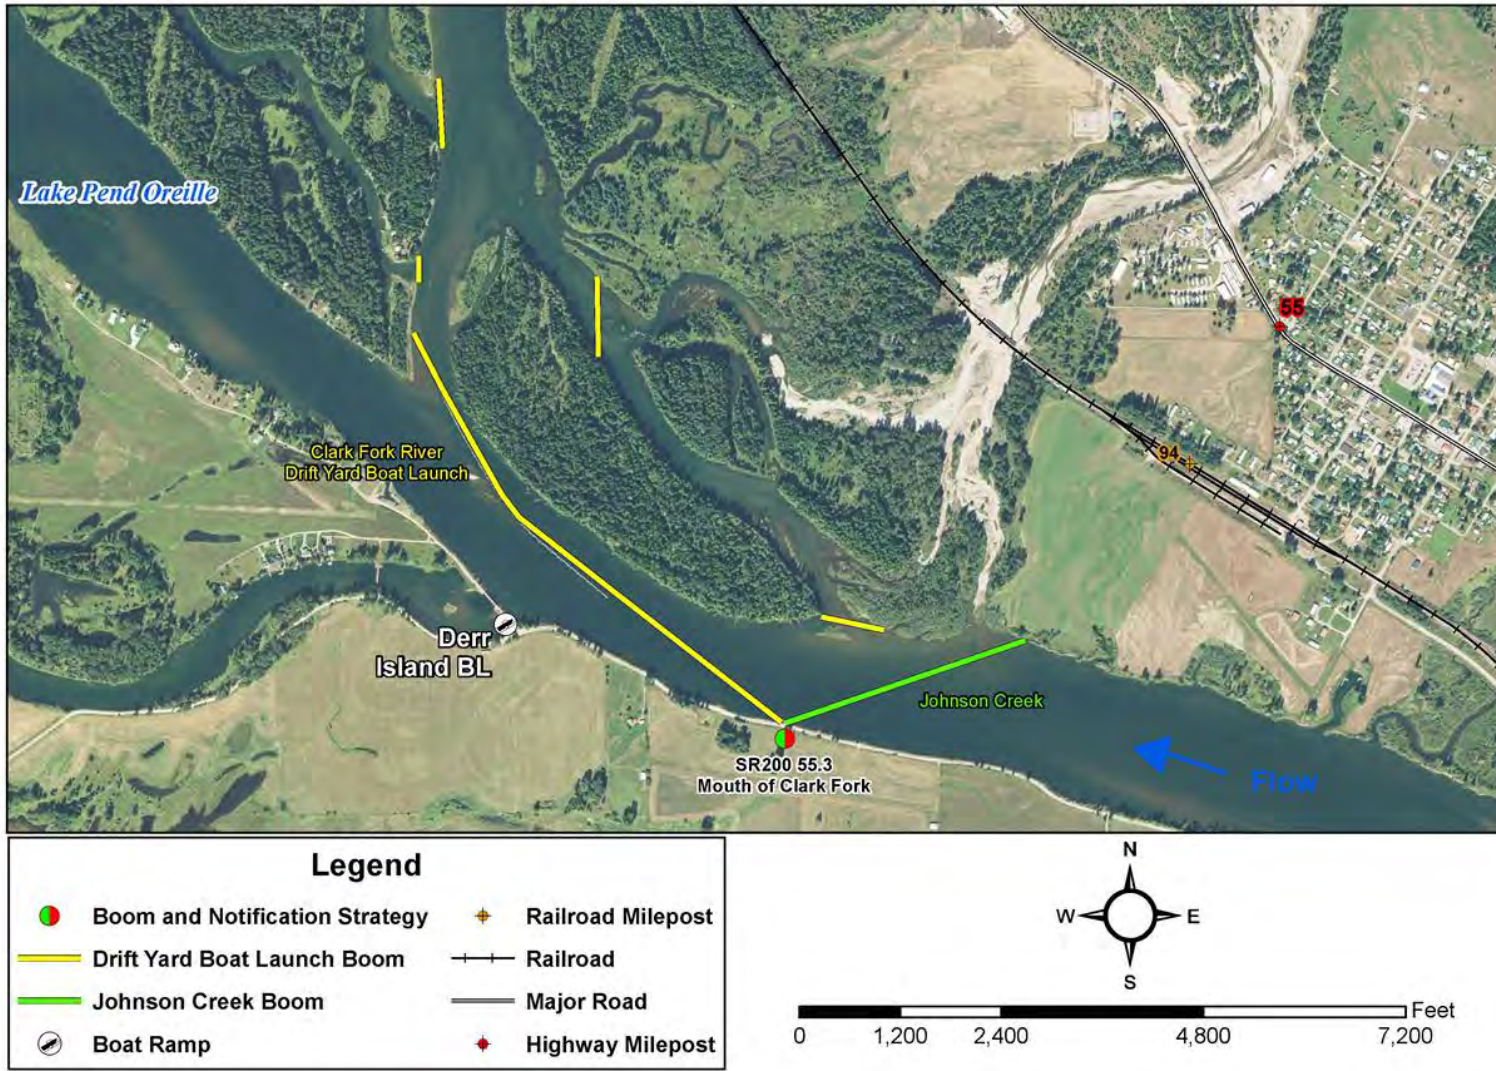 Lake Pend Oreille
55
Clark Fork River
Drift Yard Boat Launch
94
Derr
Island BL
Johnson Creek
SR200 55.3
Mouth of Clark Fork
Flow
Legend
Boom and Notification Strategy
Railroad Milepost
Drift Yard Boat Launch Boom
Railroad
Johnson Creek Boom
Major Road
Boat Ramp
Highway Milepost
N
W E
S
Feet
0 1,200 2,400 4,800 7,200